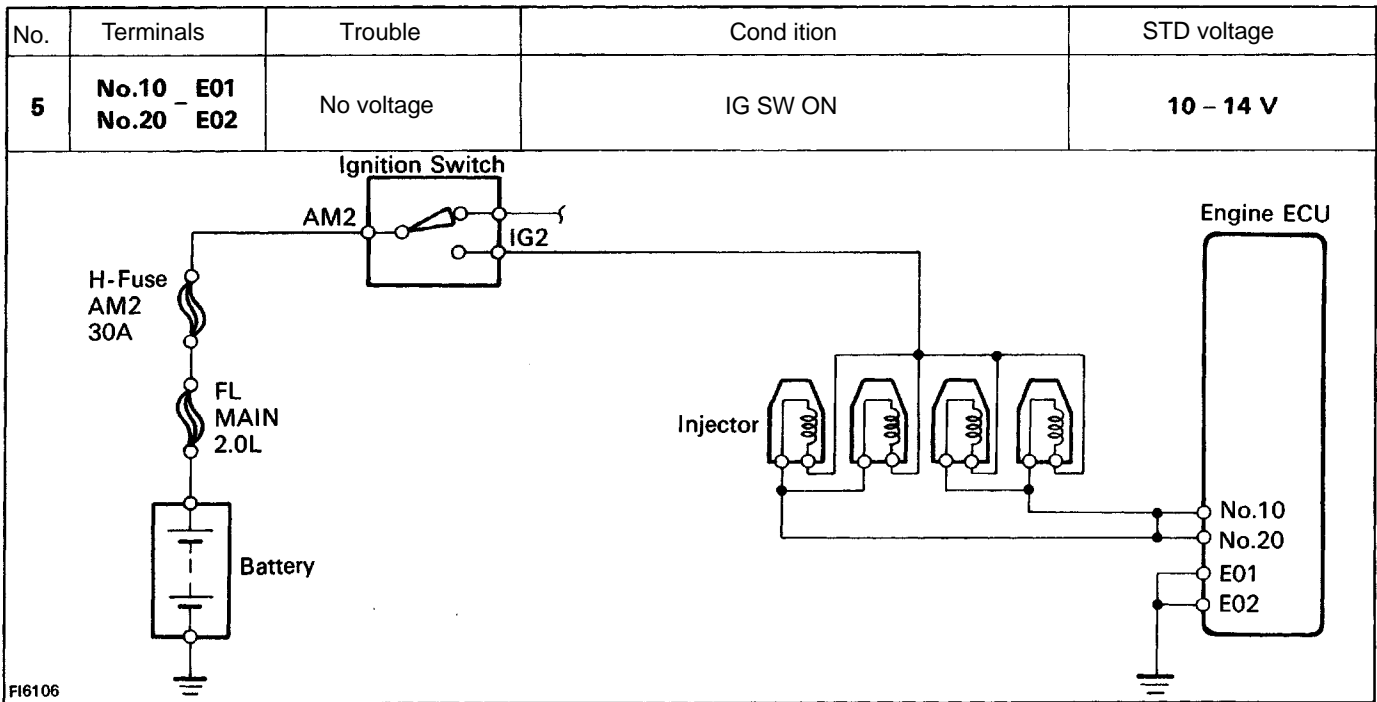 No. Terminals Trouble Cond ition STD voltage
5 No.10 – E01 No voltage IG SW ON 10 – 14 V
No.20 E02
Ignition Switch
AM2
IG2
Engine ECU
H-Fuse
AM2
30A
FL
MAIN
2.0L
Injector
Battery
No.10
No.20
E01
E02
FI6106